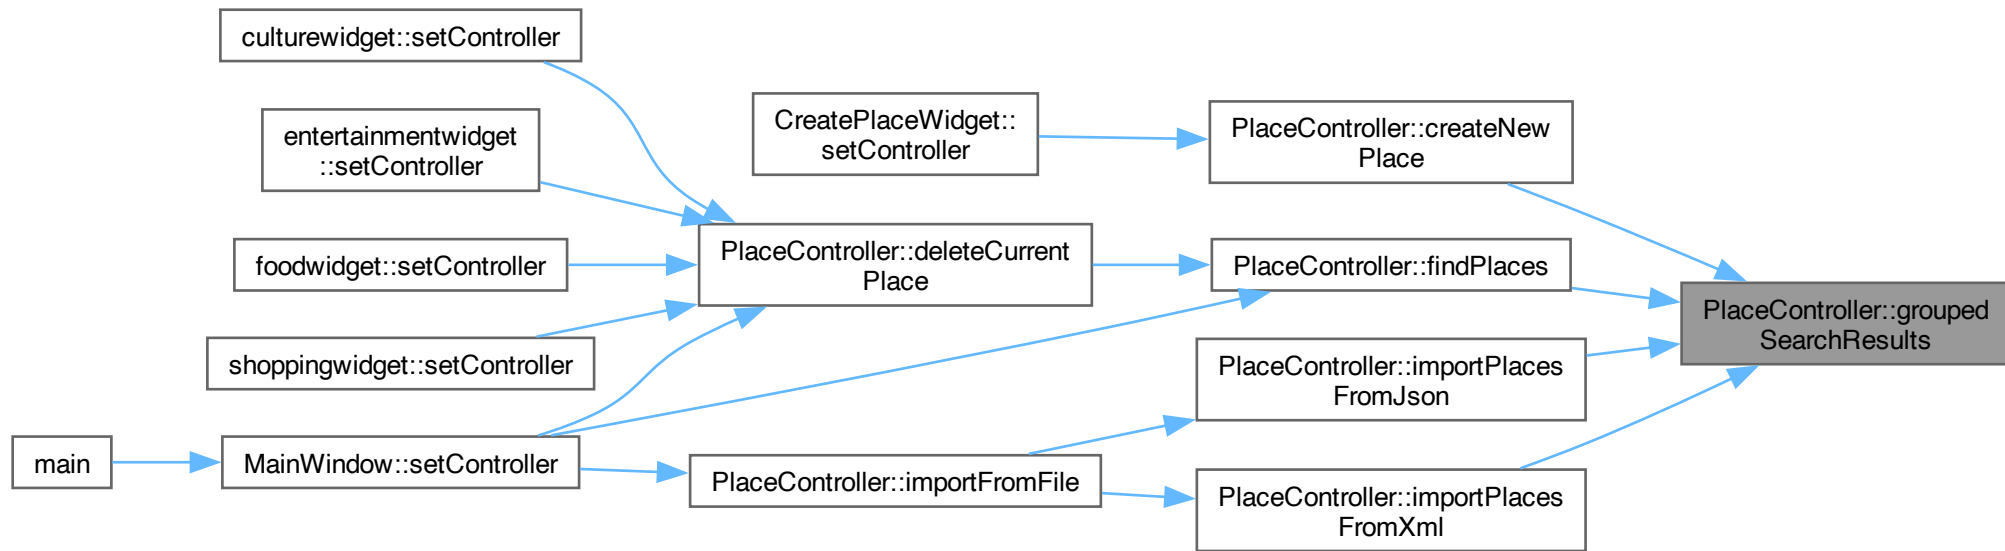 culturewidget::setController
entertainmentwidget
::setController
foodwidget::setController
shoppingwidget::setController
main
MainWindow::setController
CreatePlaceWidget::
setController
PlaceController::deleteCurrent
Place
PlaceController::importFromFile
PlaceController::createNew
Place
PlaceController::findPlaces
PlaceController::importPlaces
FromJson
PlaceController::importPlaces
FromXml
PlaceController::grouped
SearchResults